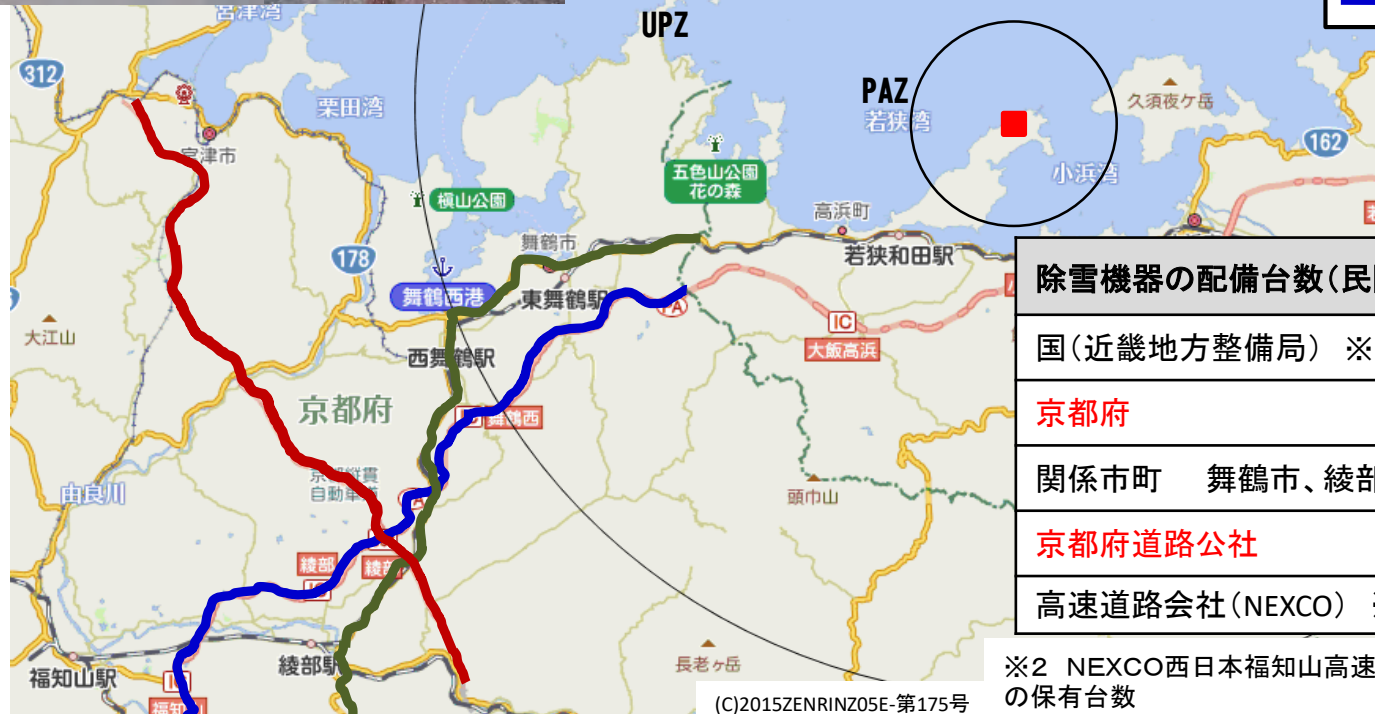 宮津湾
UPZ
312
栗田湾
PAZ
若狭湾
久須夜ヶ岳
162
宮津市
小浜湾
五色山公園
花の森
槇山公園
高浜町
舞鶴市
若狭和田駅
178
舞鶴西港
東舞鶴駅
PA
IC
大飯高浜
大江山
西舞鶴駅
京都府
舞鶴西
京都縦貫
自動車道
由良川
頭巾山
綾部
綾部
IC
綾部駅
福知山駅
IC
長老ヶ岳
除雪機器の配備台数(民
国(近畿地方整備局) ※
京都府
関係市町 舞鶴市、綾部
京都府道路公社
高速道路会社(NEXCO)
※2 NEXCO西日本福知山高速
の保有台数
(C)2015ZENRINZ05E-第175号